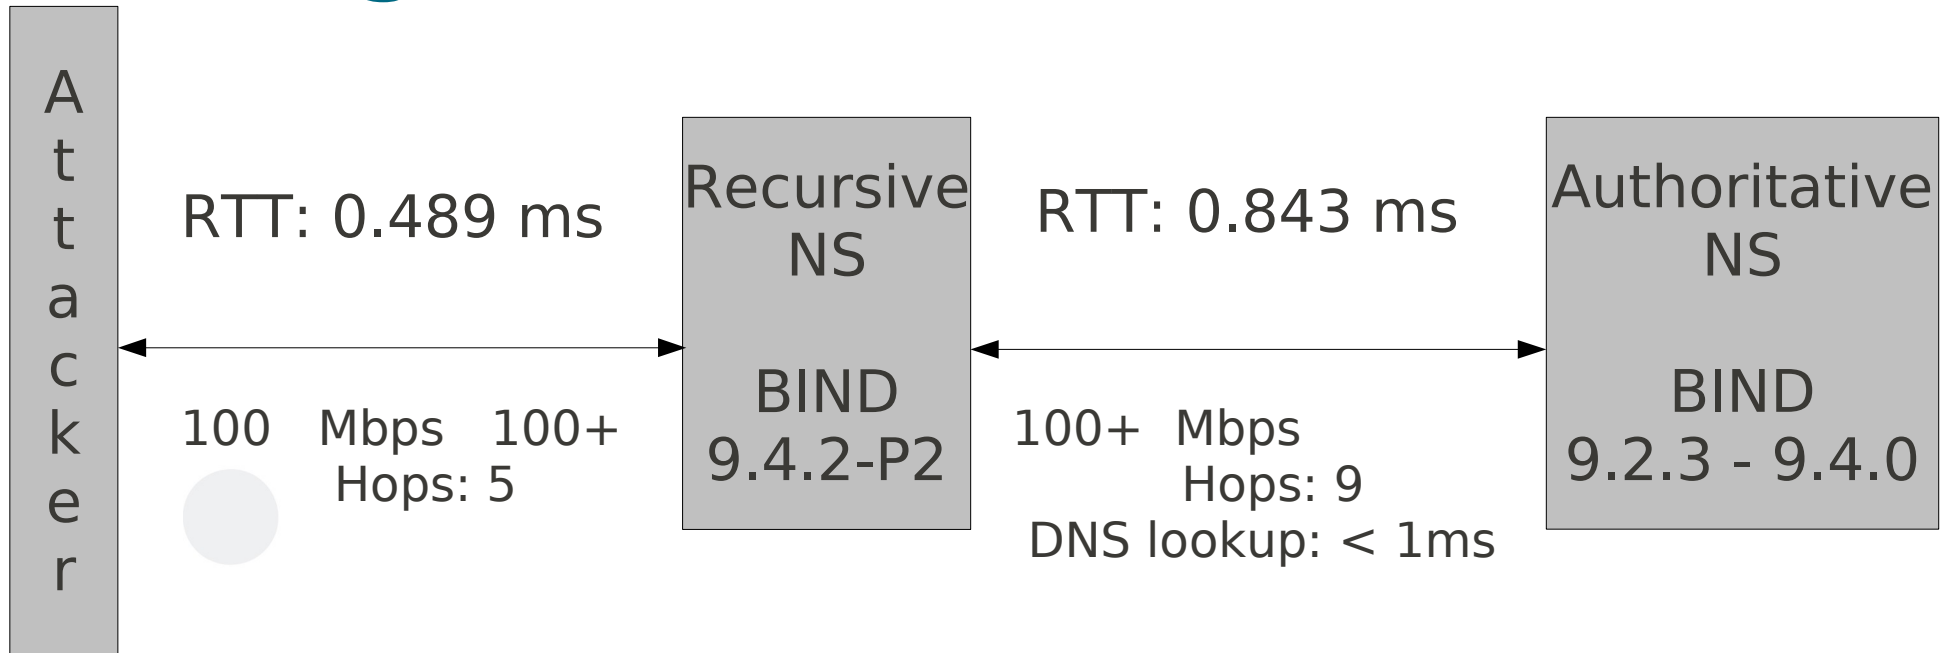 Attacker
RTT: 0.489 ms
100 Mbps 100+
Hops: 5
Recursive
NS
BIND
9.4.2-P2
RTT: 0.843 ms
100+ Mbps
Hops: 9
DNS lookup: < 1ms
Authoritative
NS
BIND
9.2.3 - 9.4.0